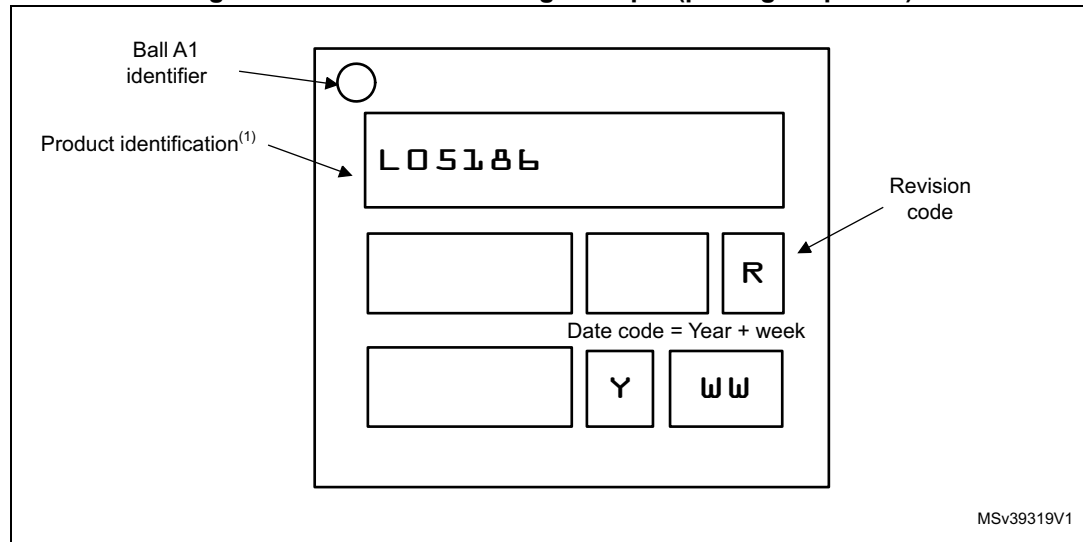 Ball A1
identifier
Product identification(1)
L05186
Revision
code
R
Date code = Year + week
Y WW
MSv39319V1